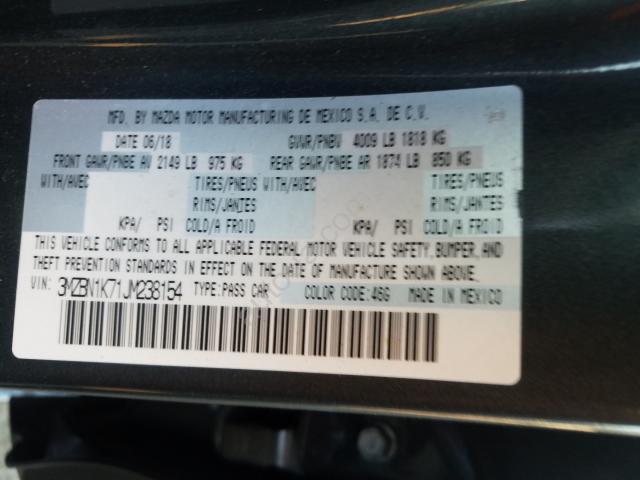 MFD. BY MAZDA MOTOR MANUFACTURING DE MEXICO S.A. DE C.V.
DATE 06/18 GVWR/PNBV 4009 LB 1818 KG
FRONT GAWR/PNBE AV 2149 LB 975 KG REAR GAWR/PNBE AR 1874 LB 850 KG
WITH/AVEC TIRES/PNEUS WITH/AVEC TIRES/PNEUS
RIMS/JANTES RIMS/JANTES
KPA/ PSI COLD/A FROID KPA/ PSI COLD/A FROID
THIS VEHICLE CONFORMS TO ALL APPLICABLE FEDERAL MOTOR VEHICLE SAFETY, BUMPER, AND
THEFT PREVENTION STANDARDS IN EFFECT ON THE DATE OF MANUFACTURE SHOWN ABOVE.
VIN: 3MZBN1K71JM238154 TYPE:PASS CAR COLOR CODE:46G MADE IN MEXICO